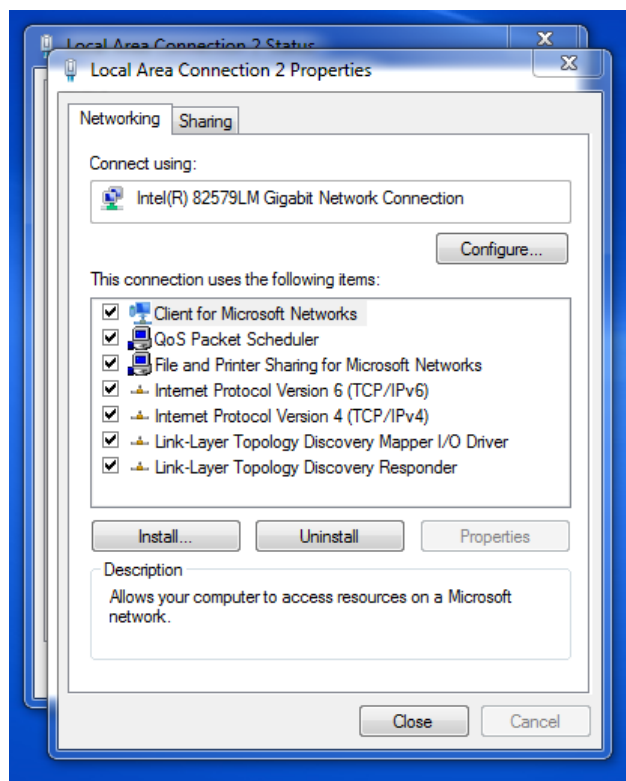 Local Area Connection 2 Status
Local Area Connection 2 Properties
Networking
Sharing
Connect using:
Intel(R) 82579LM Gigabit Network Connection
Configure...
This connection uses the following items:
Client for Microsoft Networks
QoS Packet Scheduler
File and Printer Sharing for Microsoft Networks
Internet Protocol Version 6 (TCP/IPv6)
Internet Protocol Version 4 (TCP/IPv4)
Link-Layer Topology Discovery Mapper I/O Driver
Link-Layer Topology Discovery Responder
Install...
Uninstall
Properties
Description
Allows your computer to access resources on a Microsoft
network.
Close
Cancel